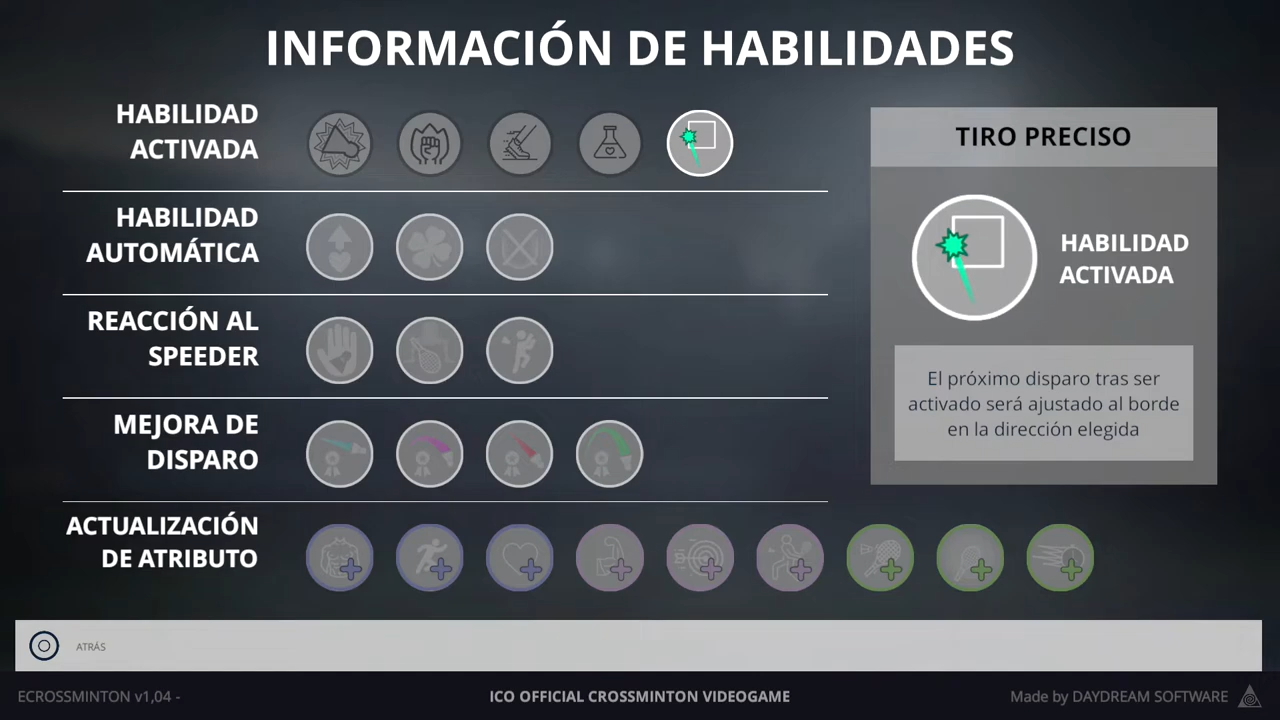 INFORMACIÓN DE HABILIDADES
HABILIDAD
ACTIVADA
HABILIDAD
AUTOMÁTICA
REACCIÓN AL
SPEEDER
MEJORA DE
DISPARO
ACTUALIZACIÓN
DE ATRIBUTO
TIRO PRECISO
HABILIDAD
ACTIVADA
El próximo disparo tras ser
activado será ajustado al borde
en la dirección elegida
ATRÁS
ECROSSMINTON v1,04 -
ICO OFFICIAL CROSSMINTON VIDEOGAME
Made by DAYDREAM SOFTWARE